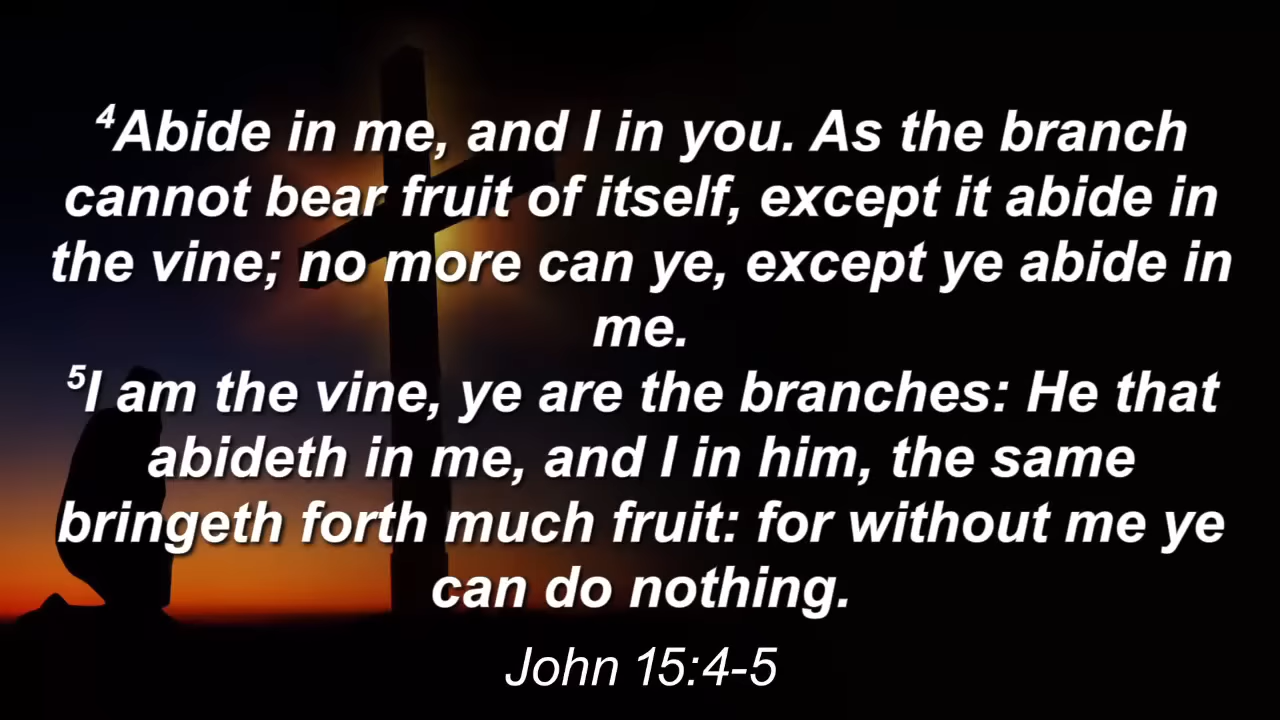 ⁴Abide in me, and I in you. As the branch
cannot bear fruit of itself, except it abide in
the vine; no more can ye, except ye abide in
me.
⁵I am the vine, ye are the branches: He that
abideth in me, and I in him, the same
bringeth forth much fruit: for without me ye
can do nothing.
John 15:4-5